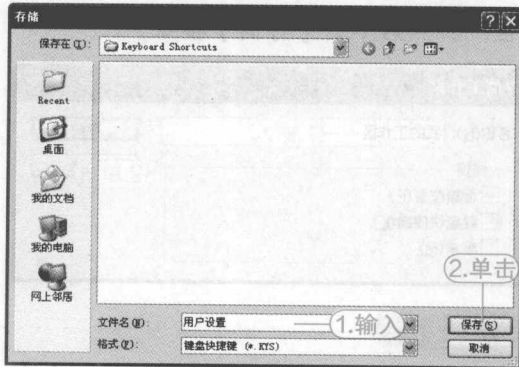 存储
保存在(I): Keyboard Shortcuts
Recent
桌面
我的文档
我的电脑
网上邻居
2.单击
文件名(N): 用户设置 1.输入 保存(S)
格式(F): 键盘快捷键 (*.KYS) 取消